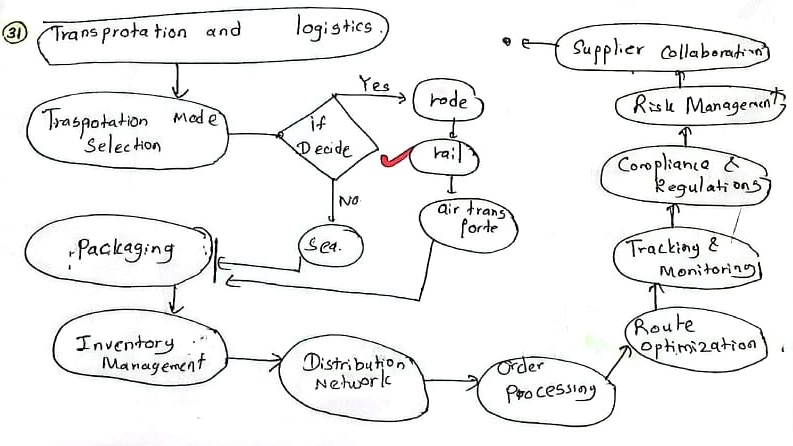 31
Transprotation and logistics.
Traspotation Mode
Selection
if
Decide
Yes
No
rode
rail
air trans
porte
Sea.
Packaging
Inventory
Management
Distribution
Network
Order
Processing
Route
Optimization
Tracking &
Monitoring
Compliance &
Regulations
Risk Management
Supplier Collaboration